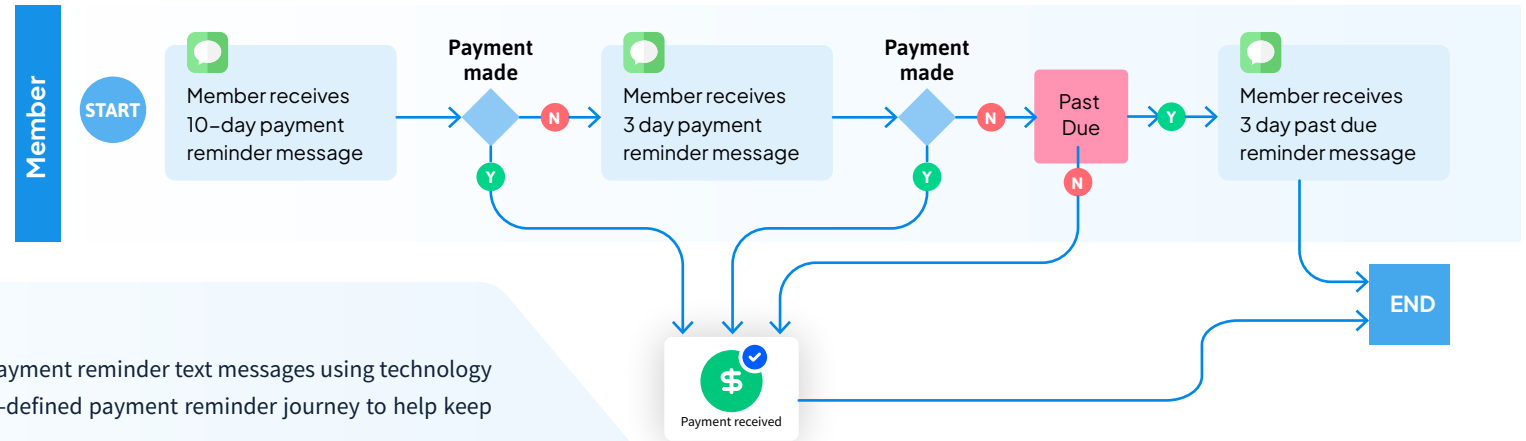 Member
START
Member receives
10-day payment
reminder message
Payment
made
N
Y
Member receives
3 day payment
reminder message
Payment
made
N
Y
Past
Due
Y
N
Member receives
3 day past due
reminder message
END
$
Payment received
ayment reminder text messages using technology
-defined payment reminder journey to help keep